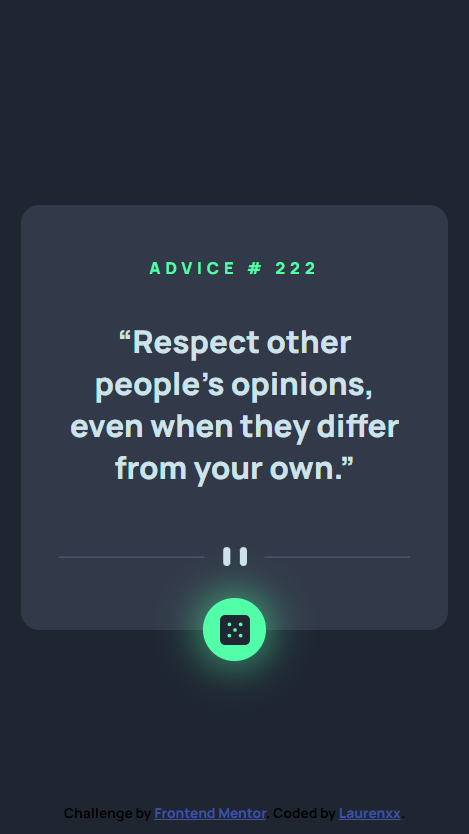 ADVICE # 222
“Respect other
people’s opinions,
even when they differ
from your own.”
Challenge by Frontend Mentor. Coded by Laurenxx.